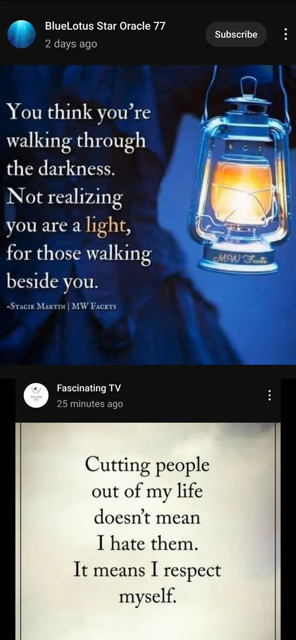 BlueLotus Star Oracle 77
2 days ago
Subscribe
You think you're
walking through
the darkness.
Not realizing
you are a light,
for those walking
beside you.
-Stacie Martin | MW Facets
MW Facets
Fascinating TV
25 minutes ago
Cutting people
out of my life
doesn't mean
I hate them.
It means I respect
myself.